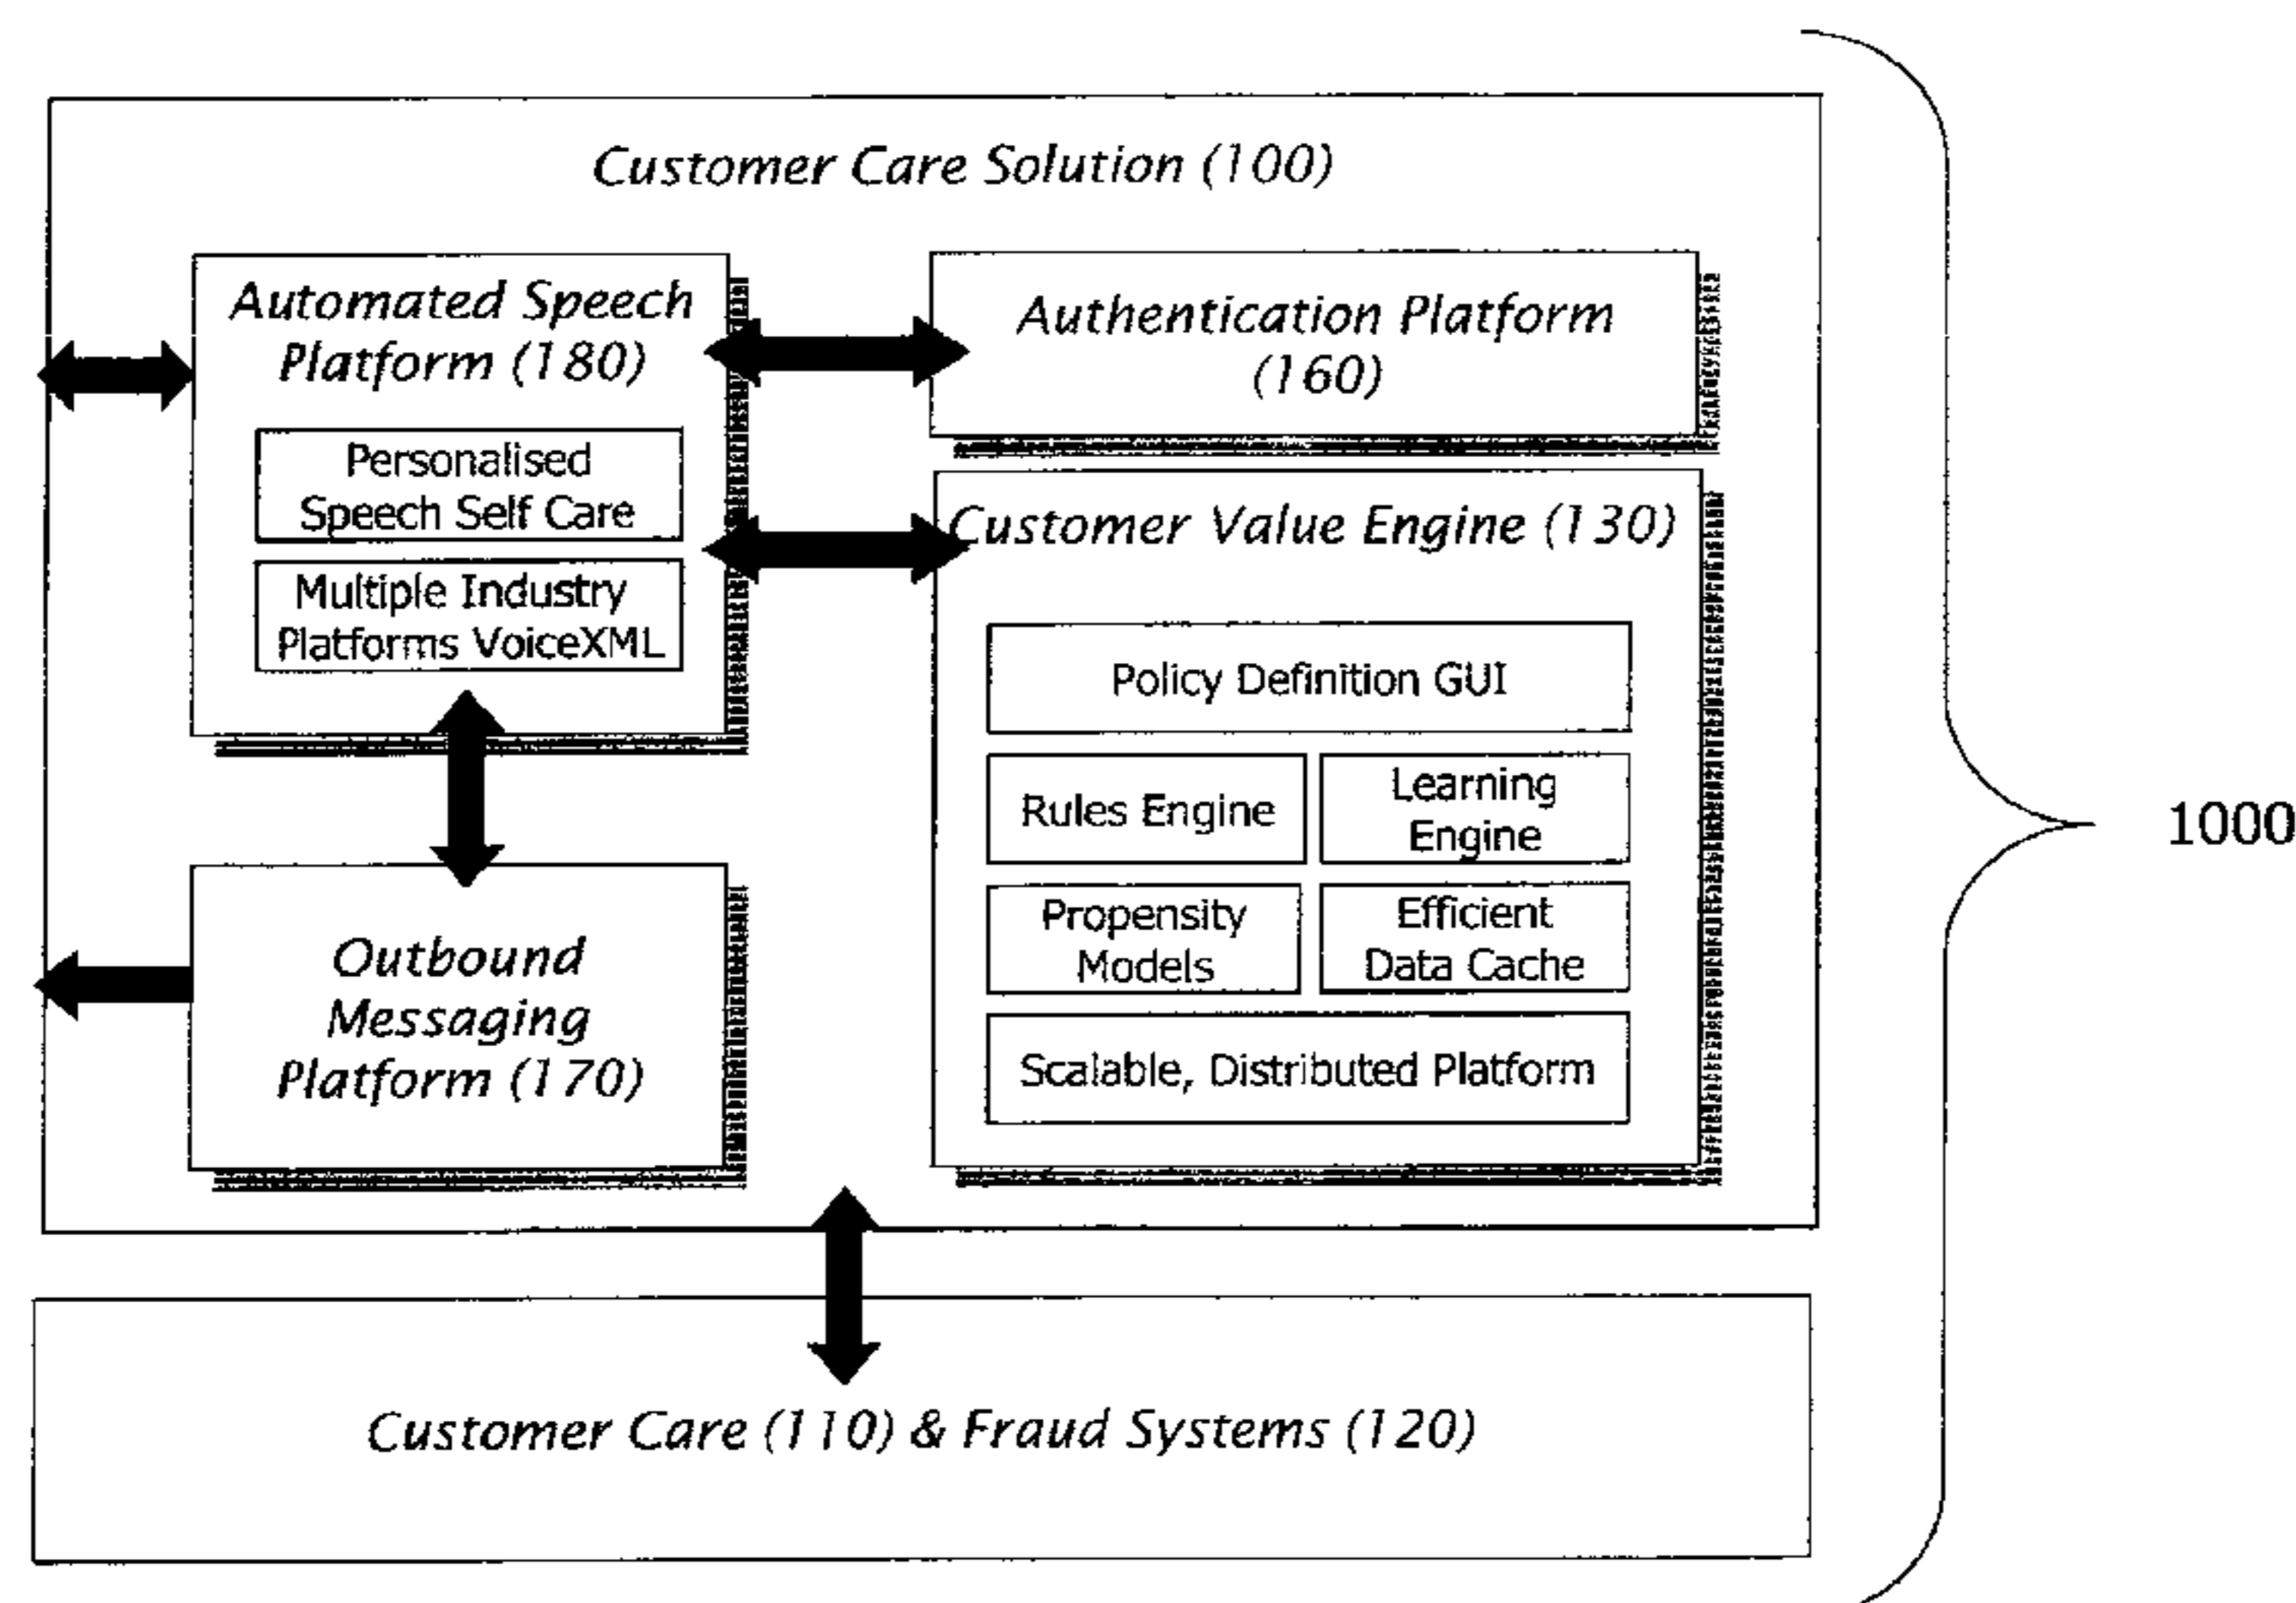 Customer Care Solution (100)
Automated Speech
Platform (180)
Personalised
Speech Self Care
Multiple Industry
Platforms VoiceXML
Authentication Platform
(160)
Customer Value Engine (130)
Policy Definition GUI
Rules Engine
Learning
Engine
Propensity
Models
Efficient
Data Cache
Scalable, Distributed Platform
Outbound
Messaging
Platform (170)
Customer Care (110) & Fraud Systems (120)
1000